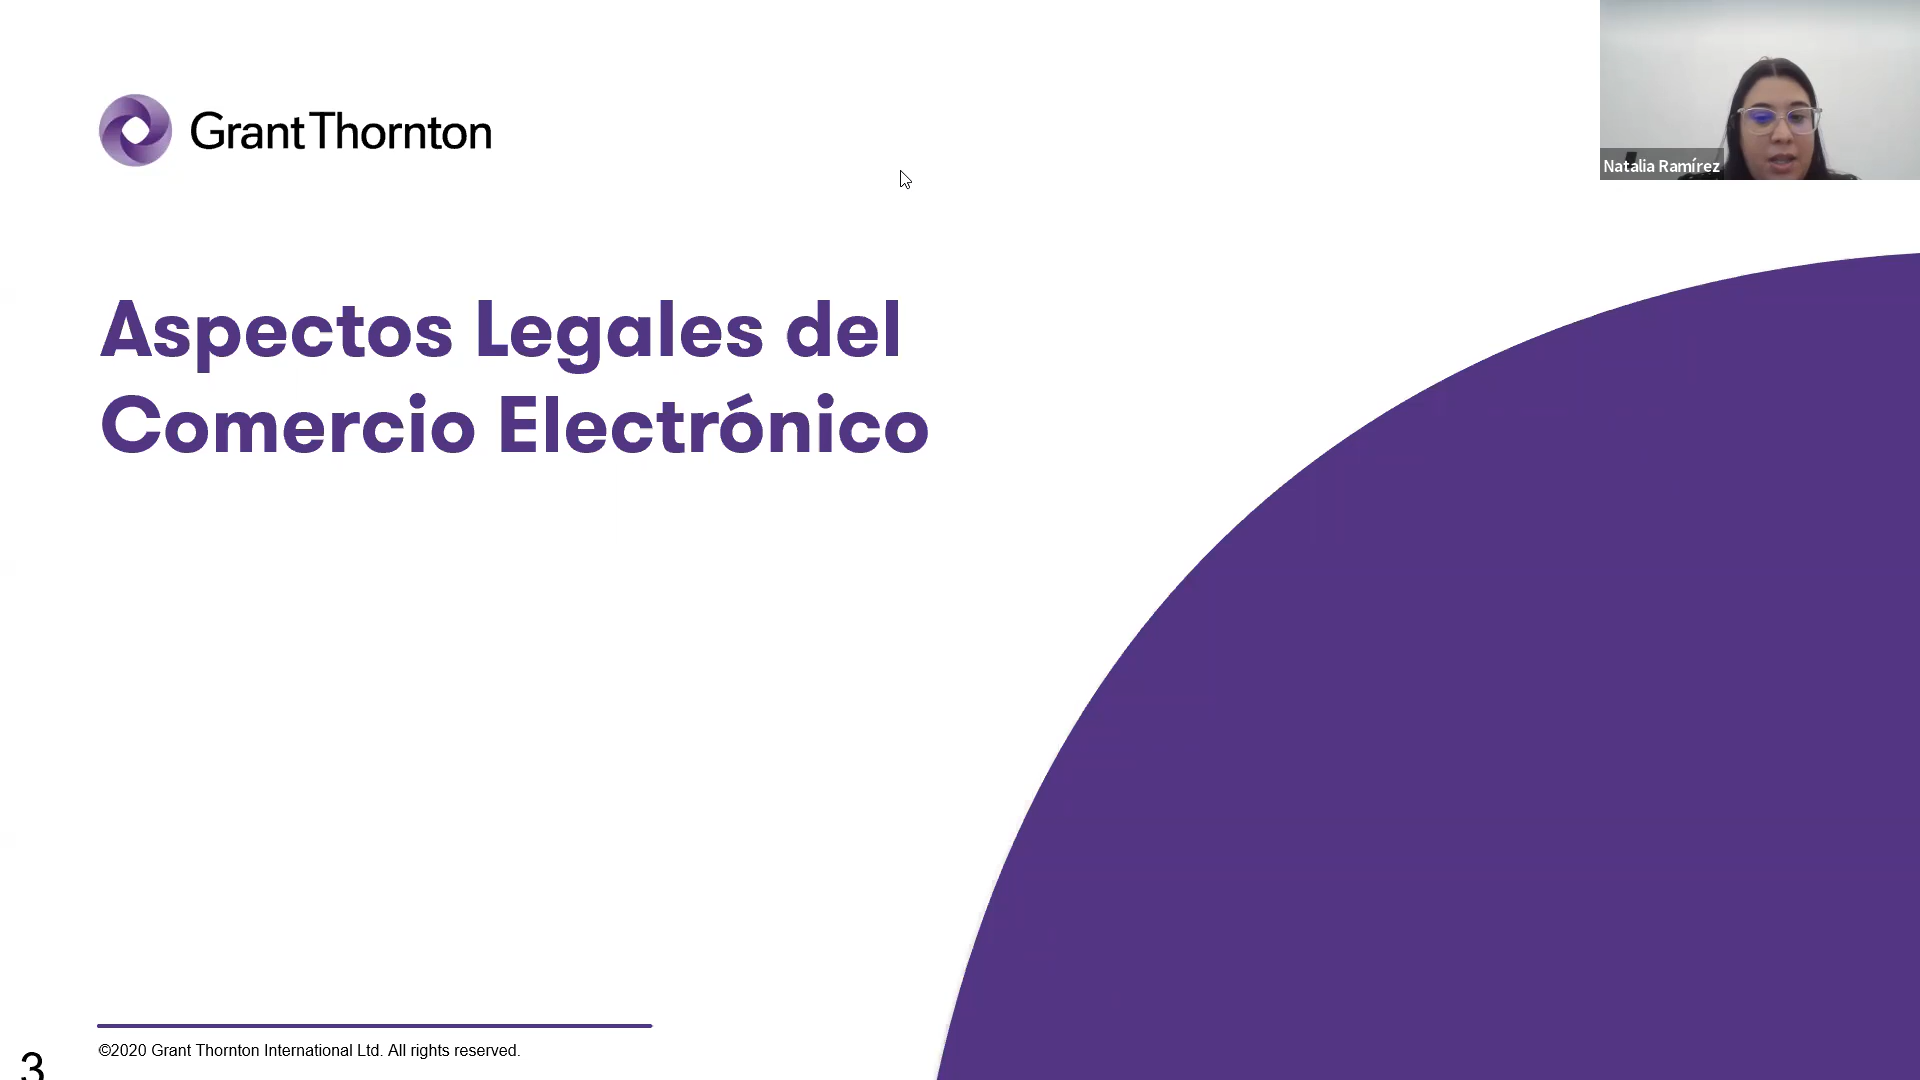 Grant Thornton
Natalia Ramírez
Aspectos Legales del
Comercio Electrónico
©2020 Grant Thornton International Ltd. All rights reserved.
3